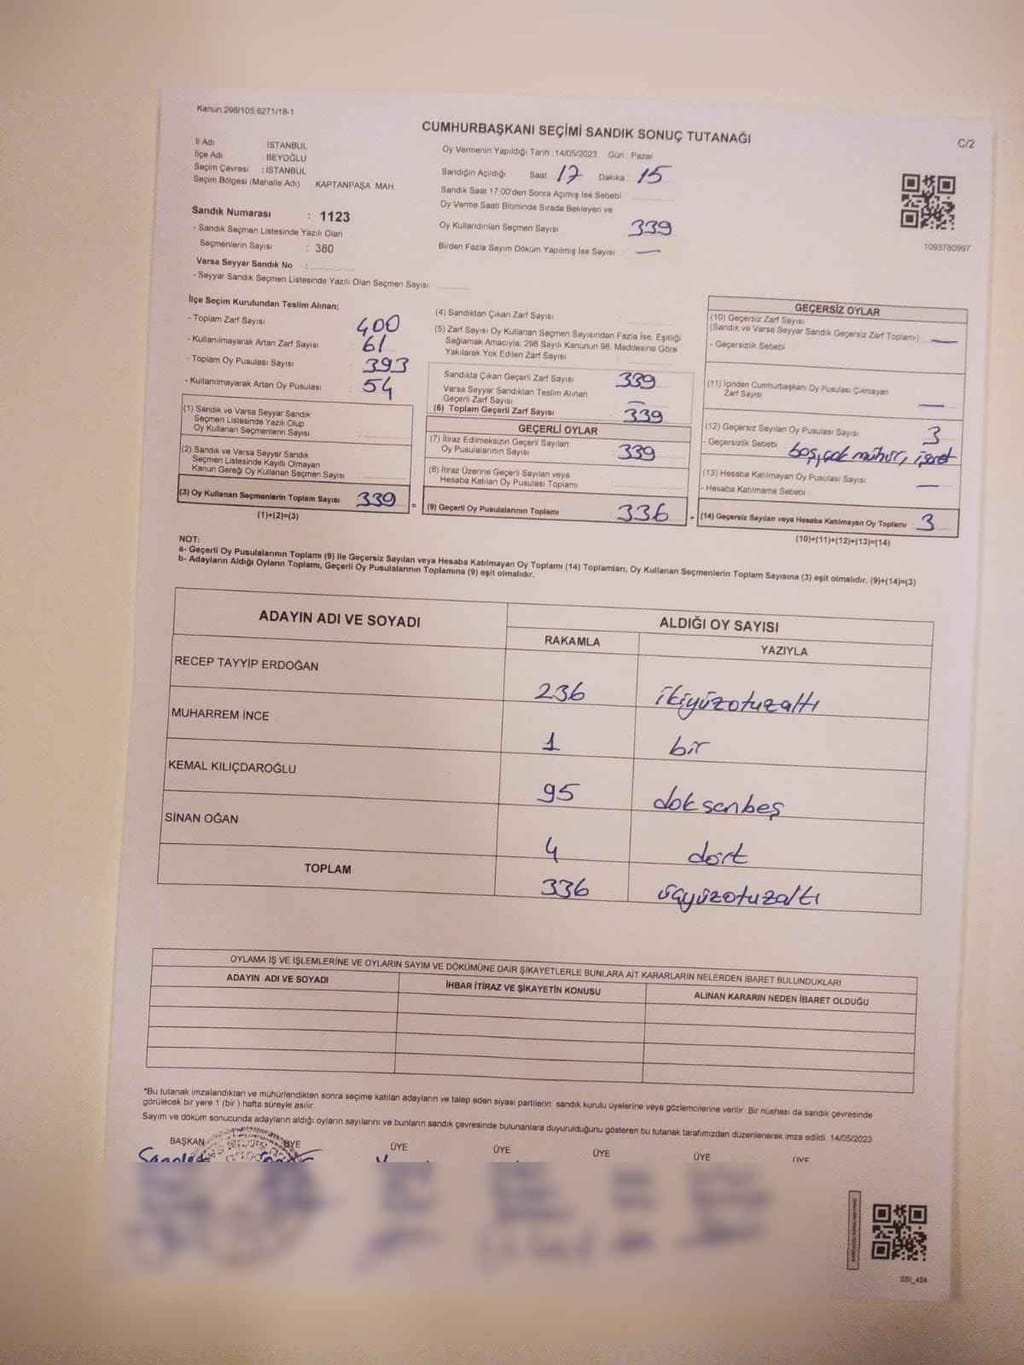 Kanun:298/105;6271/18-1
CUMHURBAŞKANI SEÇİMİ SANDIK SONUÇ TUTANAĞI
C/2
İl Adı İSTANBUL
İlçe Adı BEYOĞLU
Seçim Çevresi : İSTANBUL
Seçim Bölgesi (Mahalle Adı) KAPTANPAŞA MAH.
Sandık Numarası : 1123
- Sandık Seçmen Listesinde Yazılı Olan
Seçmenlerin Sayısı : 380
Varsa Seyyar Sandık No :
- Seyyar Sandık Seçmen Listesinde Yazılı Olan Seçmen Sayısı
Oy Vermenin Yapıldığı Tarih : 14/05/2023 Gün : Pazar
Sandığın Açıldığı Saat 17 Dakika 15
Sandık Saat 17:00'den Sonra Açılmış İse Sebebi
Oy Verme Saati Bitiminde Sırada Bekleyen ve
Oy Kullandırılan Seçmen Sayısı 339
Birden Fazla Sayım Döküm Yapılmış İse Sayısı —
1093780997
İlçe Seçim Kurulundan Teslim Alınan;
- Toplam Zarf Sayısı 400
- Kullanılmayarak Artan Zarf Sayısı 61
- Toplam Oy Pusulası Sayısı 393
- Kullanılmayarak Artan Oy Pusulası 54
(1) Sandık ve Varsa Seyyar Sandık
Seçmen Listesinde Yazılı Olup
Oy Kullanan Seçmenlerin Sayısı
(2) Sandık ve Varsa Seyyar Sandık
Seçmen Listesinde Kayıtlı Olmayan
Kanun Gereği Oy Kullanan Seçmen Sayısı
(3) Oy Kullanan Seçmenlerin Toplam Sayısı 339
(1)+(2)=(3)
(4) Sandıktan Çıkan Zarf Sayısı
(5) Zarf Sayısı Oy Kullanan Seçmen Sayısından Fazla İse, Eşitliği
Sağlamak Amacıyla; 298 Sayılı Kanunun 98. Maddesine Göre
Yakılarak Yok Edilen Zarf Sayısı
Sandıkta Çıkan Geçerli Zarf Sayısı 339
Varsa Seyyar Sandıktan Teslim Alınan
Geçerli Zarf Sayısı —
(6) Toplam Geçerli Zarf Sayısı 339
GEÇERLİ OYLAR
(7) İtiraz Edilmeksizin Geçerli Sayılan
Oy Pusulalarının Sayısı 339
(8) İtiraz Üzerine Geçerli Sayılan veya
Hesaba Katılan Oy Pusulası Toplamı
= (9) Geçerli Oy Pusulalarının Toplamı 336
GEÇERSİZ OYLAR
(10) Geçersiz Zarf Sayısı
(Sandık ve Varsa Seyyar Sandık Geçersiz Zarf Toplamı) —
- Geçersizlik Sebebi
(11) İçinden Cumhurbaşkanı Oy Pusulası Çıkmayan
Zarf Sayısı —
(12) Geçersiz Sayılan Oy Pusulası Sayısı 3
- Geçersizlik Sebebi boş, çok mühür, işaret
(13) Hesaba Katılmayan Oy Pusulası Sayısı —
- Hesaba Katılmama Sebebi
+ (14) Geçersiz Sayılan veya Hesaba Katılmayan Oy Toplamı 3
(10)+(11)+(12)+(13)=(14)
NOT:
a- Geçerli Oy Pusulalarının Toplamı (9) ile Geçersiz Sayılan veya Hesaba Katılmayan Oy Toplamı (14) Toplamları, Oy Kullanan Seçmenlerin Toplam Sayısına (3) eşit olmalıdır. (9)+(14)=(3)
b- Adayların Aldığı Oyların Toplamı, Geçerli Oy Pusulalarının Toplamına (9) eşit olmalıdır.
ADAYIN ADI VE SOYADI ALDIĞI OY SAYISI
RAKAMLA YAZIYLA
RECEP TAYYİP ERDOĞAN 236 ikiyüzotuzaltı
MUHARREM İNCE 1 bir
KEMAL KILIÇDAROĞLU 95 doksanbeş
SİNAN OĞAN 4 dört
TOPLAM 336 üçyüzotuzaltı
OYLAMA İŞ VE İŞLEMLERİNE VE OYLARIN SAYIM VE DÖKÜMÜNE DAİR ŞİKAYETLERLE BUNLARA AİT KARARLARIN NELERDEN İBARET BULUNDUKLARI
ADAYIN ADI VE SOYADI İHBAR İTİRAZ VE ŞİKAYETİN KONUSU ALINAN KARARIN NEDEN İBARET OLDUĞU
*Bu tutanak imzalandıktan ve mühürlendikten sonra seçime katılan adayların ve talep eden siyasi partilerin sandık kurulu üyelerine veya gözlemcilerine verilir. Bir nüshası da sandık çevresinde
görülecek bir yere 1 (bir) hafta süreyle asılır.
Sayım ve döküm sonucunda adayların aldığı oyların sayılarını ve bunların sandık çevresinde bulunanlara duyurulduğunu gösteren bu tutanak tarafımızdan düzenlenerek imza edildi. 14/05/2023
BAŞKAN ÜYE ÜYE ÜYE ÜYE ÜYE ÜYE
SSI_404